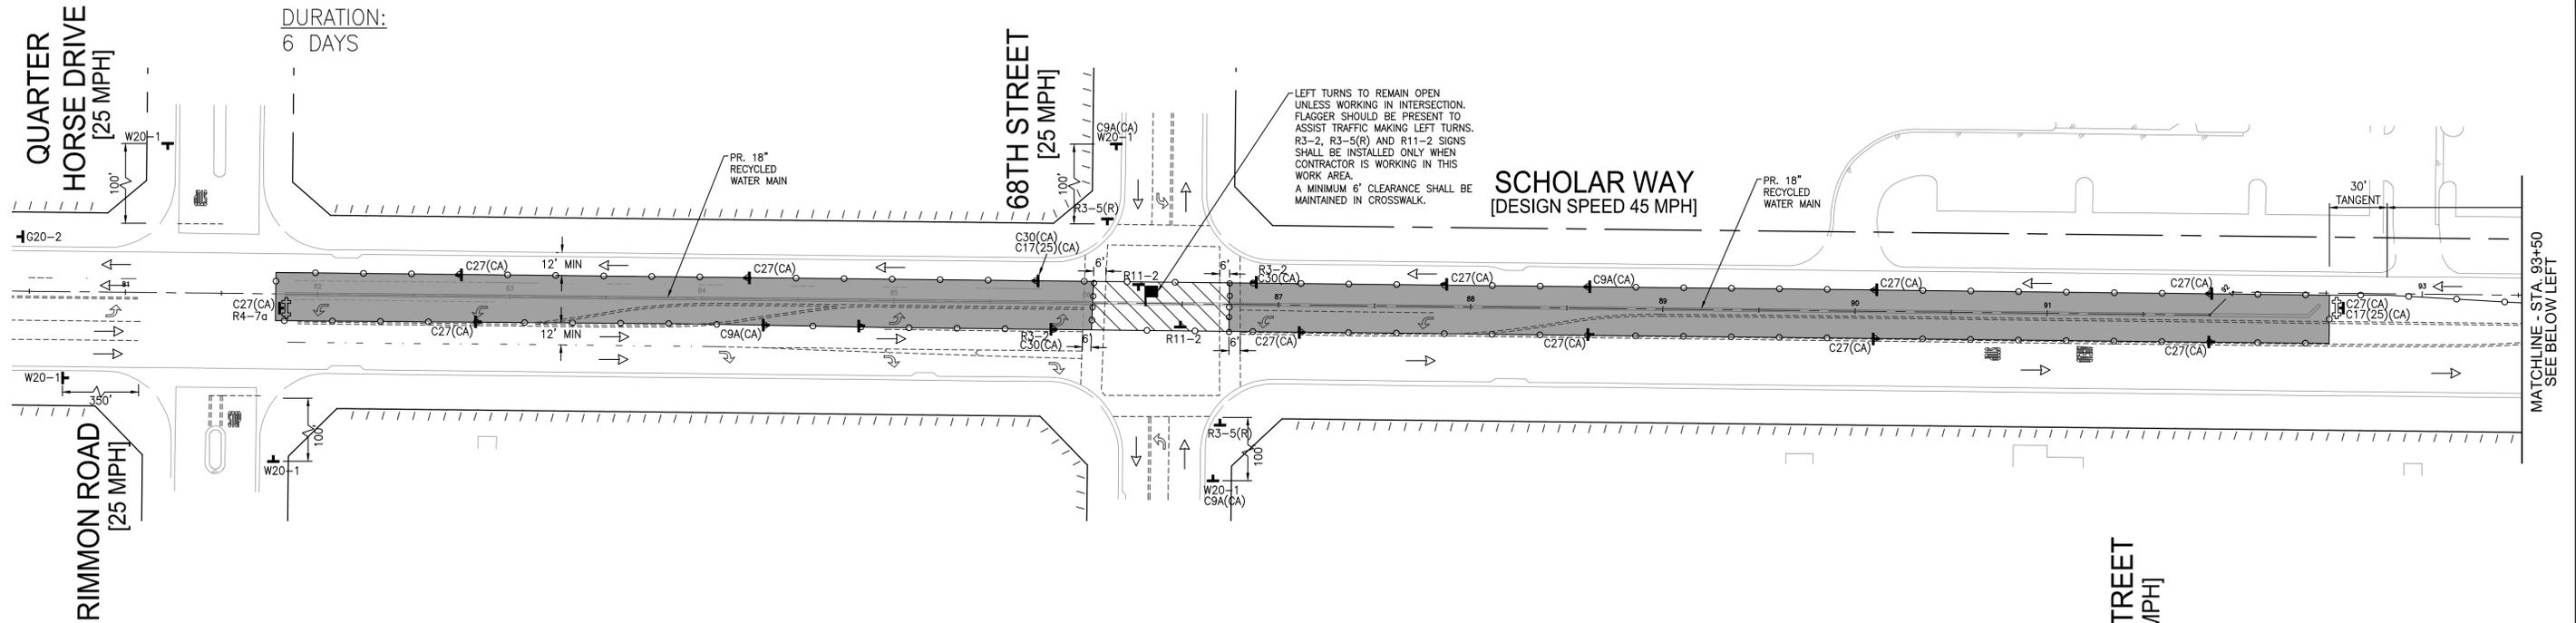 DURATION:
6 DAYS
QUARTER
HORSE DRIVE
[25 MPH]
W20-1
100'
G20-2
68TH STREET
[25 MPH]
C9A(CA)
W20-1
100'
R3-5(R)
C30(CA)
C17(25)(CA)
PR. 18"
RECYCLED
WATER MAIN
LEFT TURNS TO REMAIN OPEN
UNLESS WORKING IN INTERSECTION.
FLAGGER SHOULD BE PRESENT TO
ASSIST TRAFFIC MAKING LEFT TURNS.
R3-2, R3-5(R) AND R11-2 SIGNS
SHALL BE INSTALLED ONLY WHEN
CONTRACTOR IS WORKING IN THIS
WORK AREA.
A MINIMUM 6' CLEARANCE SHALL BE
MAINTAINED IN CROSSWALK.
SCHOLAR WAY
[DESIGN SPEED 45 MPH]
PR. 18"
RECYCLED
WATER MAIN
30'
TANGENT
MATCHLINE - STA. 93+50
SEE BELOW LEFT
C27(CA)
12' MIN
C27(CA)
6'
R11-2
6'
R3-2
C30(CA)
C27(CA)
C9A(CA)
C27(CA)
C27(CA)
81
82
83
84
85
87
88
89
90
91
92
93
C27(CA)
R4-7a
C27(CA)
12' MIN
C9A(CA)
R3-2
C30(CA)
6'
R11-2
6'
C27(CA)
C27(CA)
C27(CA)
C27(CA)
C27(CA)
C17(25)(CA)
W20-1
350'
RIMMON ROAD
[25 MPH]
100'
W20-1
R3-5(R)
100'
W20-1
C9A(CA)
TREET
MPH]